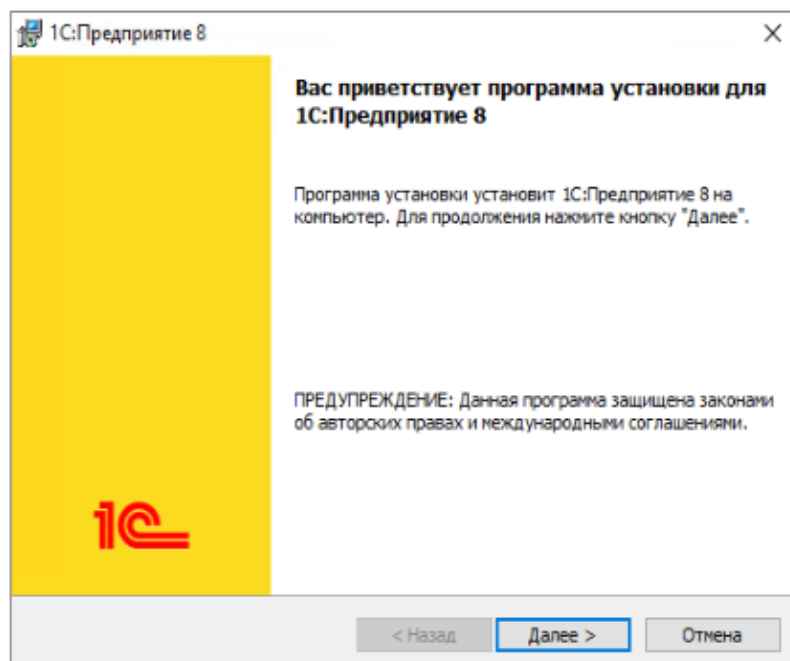 1С:Предприятие 8
Вас приветствует программа установки для
1С:Предприятие 8
Программа установки установит 1С:Предприятие 8 на
компьютер. Для продолжения нажмите кнопку "Далее".
ПРЕДУПРЕЖДЕНИЕ: Данная программа защищена законами
об авторских правах и международными соглашениями.
1С
< Назад
Далее >
Отмена